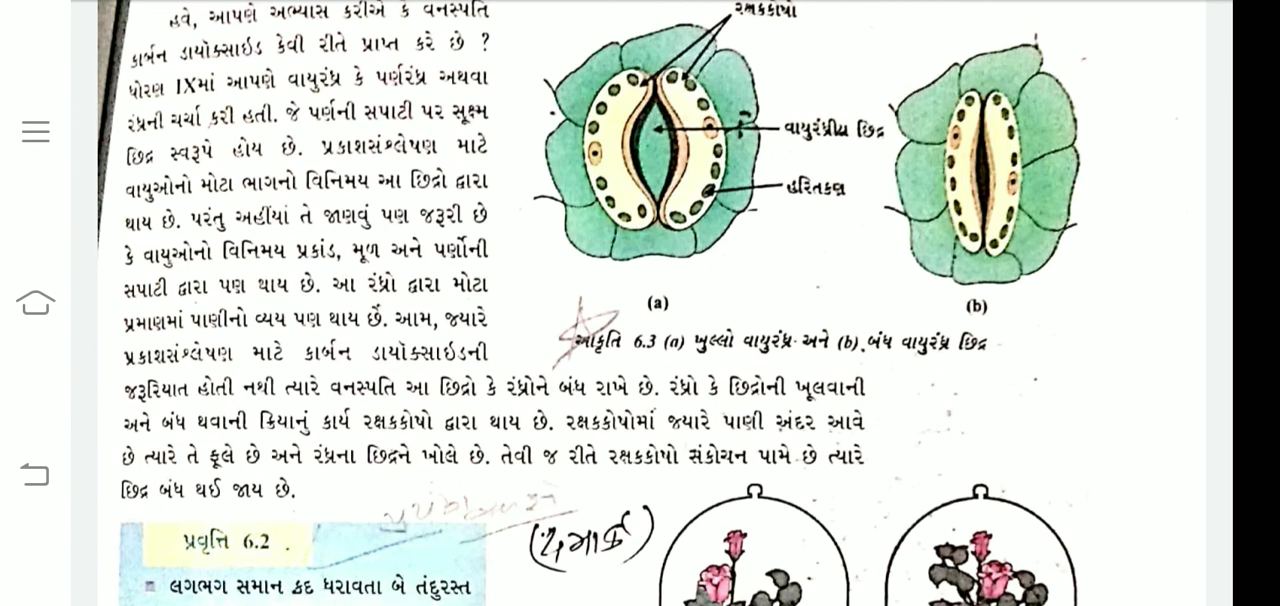 હવે, આપણે અભ્યાસ કરીએ કે વનસ્પતિ
કાર્બન ડાયૉક્સાઇડ કેવી રીતે પ્રાપ્ત કરે છે ?
ધોરણ IXમાં આપણે વાયુરંધ્ર કે પર્ણરંધ્ર અથવા
રંધ્રની ચર્ચા કરી હતી. જે પર્ણની સપાટી પર સૂક્ષ્મ
છિદ્ર સ્વરૂપે હોય છે. પ્રકાશસંશ્લેષણ માટે
વાયુઓનો મોટા ભાગનો વિનિમય આ છિદ્રો દ્વારા
થાય છે. પરંતુ અહીંયાં તે જાણવું પણ જરૂરી છે
કે વાયુઓનો વિનિમય પ્રકાંડ, મૂળ અને પર્ણોની
સપાટી દ્વારા પણ થાય છે. આ રંધ્રો દ્વારા મોટા
પ્રમાણમાં પાણીનો વ્યય પણ થાય છે. આમ, જ્યારે
પ્રકાશસંશ્લેષણ માટે કાર્બન ડાયૉક્સાઇડની
જરૂરિયાત હોતી નથી ત્યારે વનસ્પતિ આ છિદ્રો કે રંધ્રોને બંધ રાખે છે. રંધ્રો કે છિદ્રોની ખૂલવાની
અને બંધ થવાની ક્રિયાનું કાર્ય રક્ષકકોષો દ્વારા થાય છે. રક્ષકકોષોમાં જ્યારે પાણી અંદર આવે
છે ત્યારે તે ફૂલે છે અને રંધ્રના છિદ્રને ખોલે છે. તેવી જ રીતે રક્ષકકોષો સંકોચન પામે છે ત્યારે
છિદ્ર બંધ થઈ જાય છે.
રક્ષકકોષો
વાયુરંધ્રીય છિદ્ર
હરિતકણ
(a)
(b)
આકૃતિ 6.3 (a) ખુલ્લો વાયુરંધ્ર અને (b) બંધ વાયુરંધ્ર છિદ્ર
(2 માર્ક)
પ્રવૃત્તિ 6.2
લગભગ સમાન કદ ધરાવતા બે તંદુરસ્ત